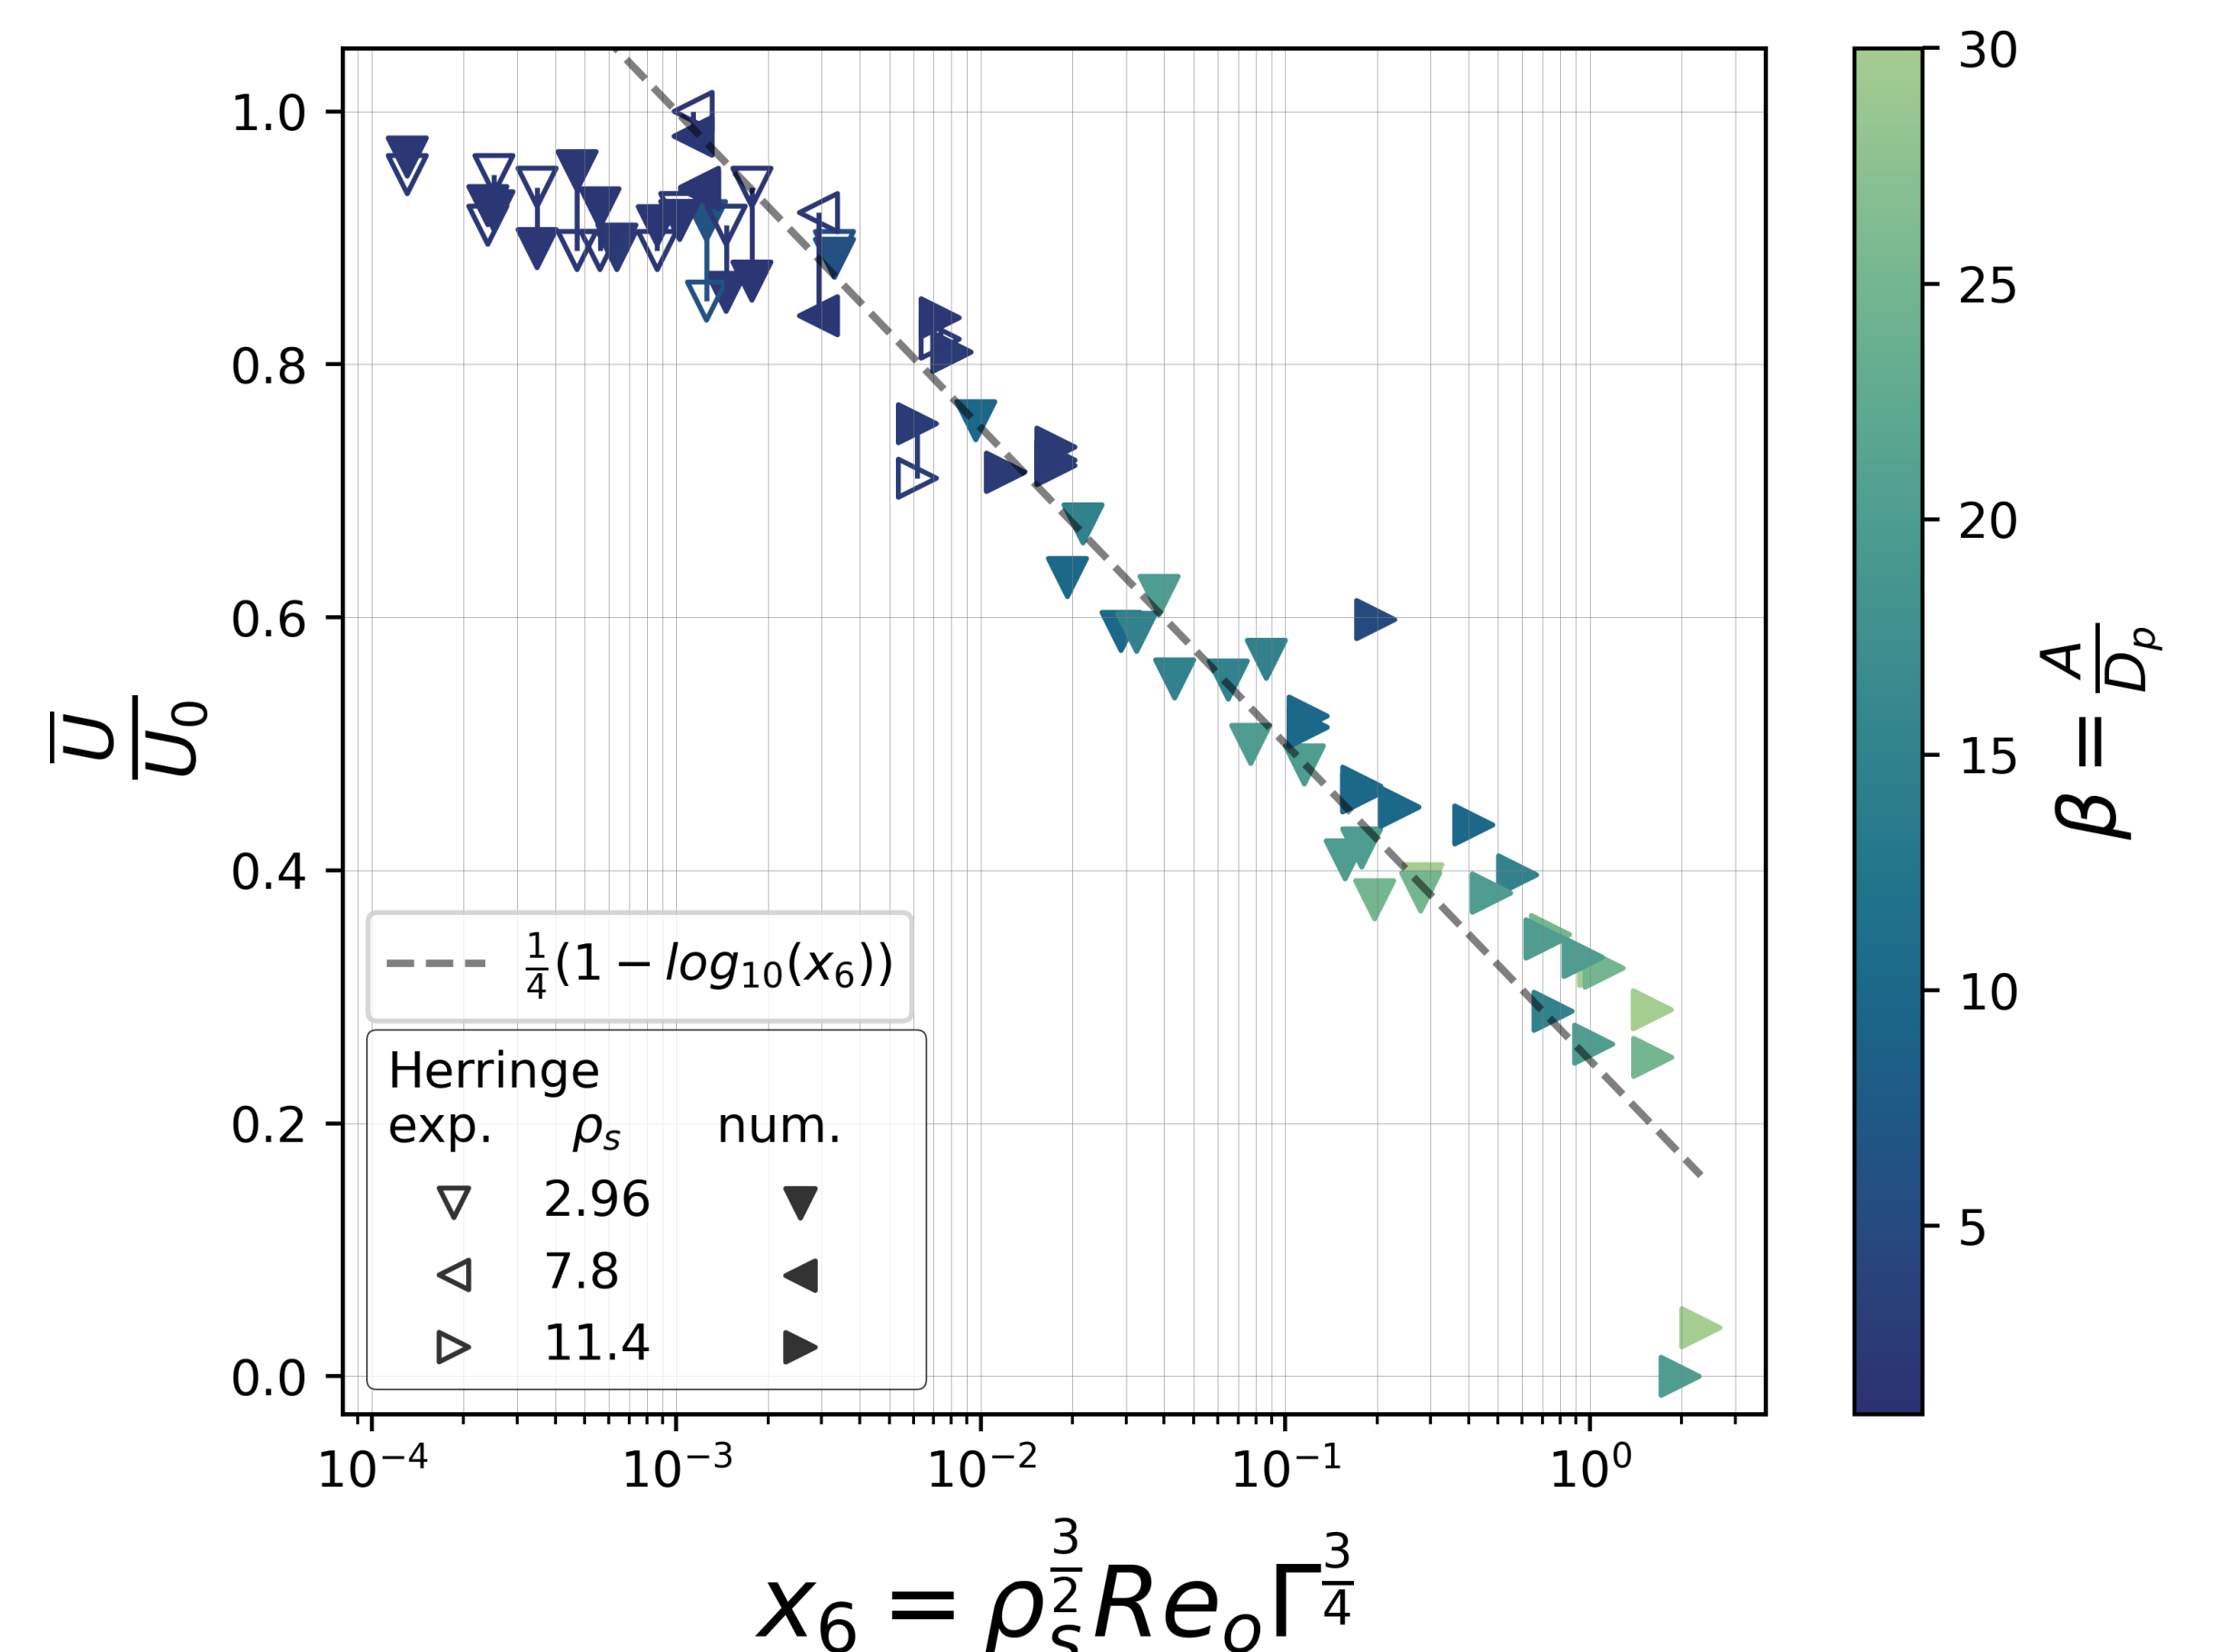 1.0
0.8
0.6
0.4
0.2
0.0
U̅/U₀
¼(1 − log₁₀(x₆))
Herringe
exp. ρₛ num.
2.96
7.8
11.4
10⁻⁴ 10⁻³ 10⁻² 10⁻¹ 10⁰
x₆ = ρₛ^(3/2) Reₒ Γ^(3/4)
30
25
20
15
10
5
β = A/Dₚ